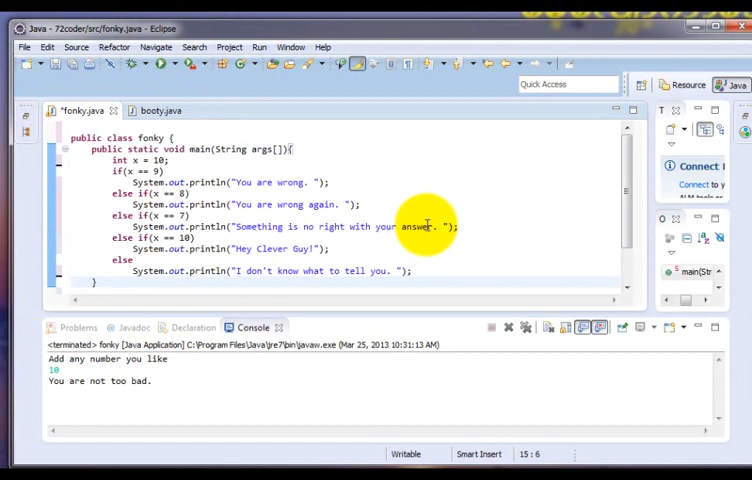 Java - 72coder/src/fonky.java - Eclipse
File Edit Source Refactor Navigate Search Project Run Window Help
Quick Access
Resource Java
*fonky.java booty.java
public class fonky {
public static void main(String args[]){
int x = 10;
if(x == 9)
System.out.println("You are wrong. ");
else if(x == 8)
System.out.println("You are wrong again. ");
else if(x == 7)
System.out.println("Something is no right with your answer. ");
else if(x == 10)
System.out.println("Hey Clever Guy!");
else
System.out.println("I don't know what to tell you. ");
}
T
Connect
Connect to y
O
main(Str
Problems Javadoc Declaration Console
<terminated> fonky [Java Application] C:\Program Files\Java\jre7\bin\javaw.exe (Mar 25, 2013 10:31:13 AM)
Add any number you like
10
You are not too bad.
Writable Smart Insert 15 : 6